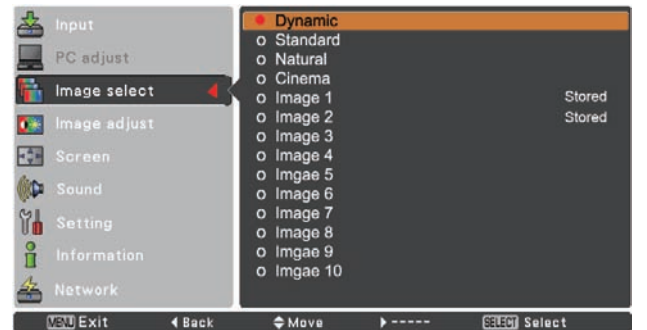 Input
PC adjust
Image select
Image adjust
Screen
Sound
Setting
Information
Network
Dynamic
o Standard
o Natural
o Cinema
o Image 1 Stored
o Image 2 Stored
o Image 3
o Image 4
o Imgae 5
o Image 6
o Image 7
o Image 8
o Imgae 9
o Imgae 10
MENU Exit Back Move ----- SELECT Select